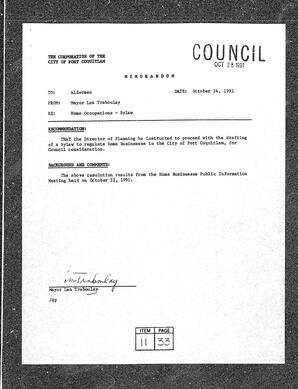 THE CORPORATION OF THE
CITY OF PORT COQUITLAM
COUNCIL
OCT 28 1991
MEMORANDUM
TO: Aldermen DATE: October 24, 1991
FROM: Mayor Len Traboulay
RE: Home Occupations - Bylaw
RECOMMENDATION:
THAT the Director of Planning be instructed to proceed with the drafting
of a bylaw to regulate home businesses in the City of Port Coquitlam, for
Council consideration.
BACKGROUND AND COMMENTS:
The above resolution results from the Home Businesses Public Information
Meeting held on October 22, 1991.
Len Traboulay
Mayor Len Traboulay
ITEM PAGE
11 33